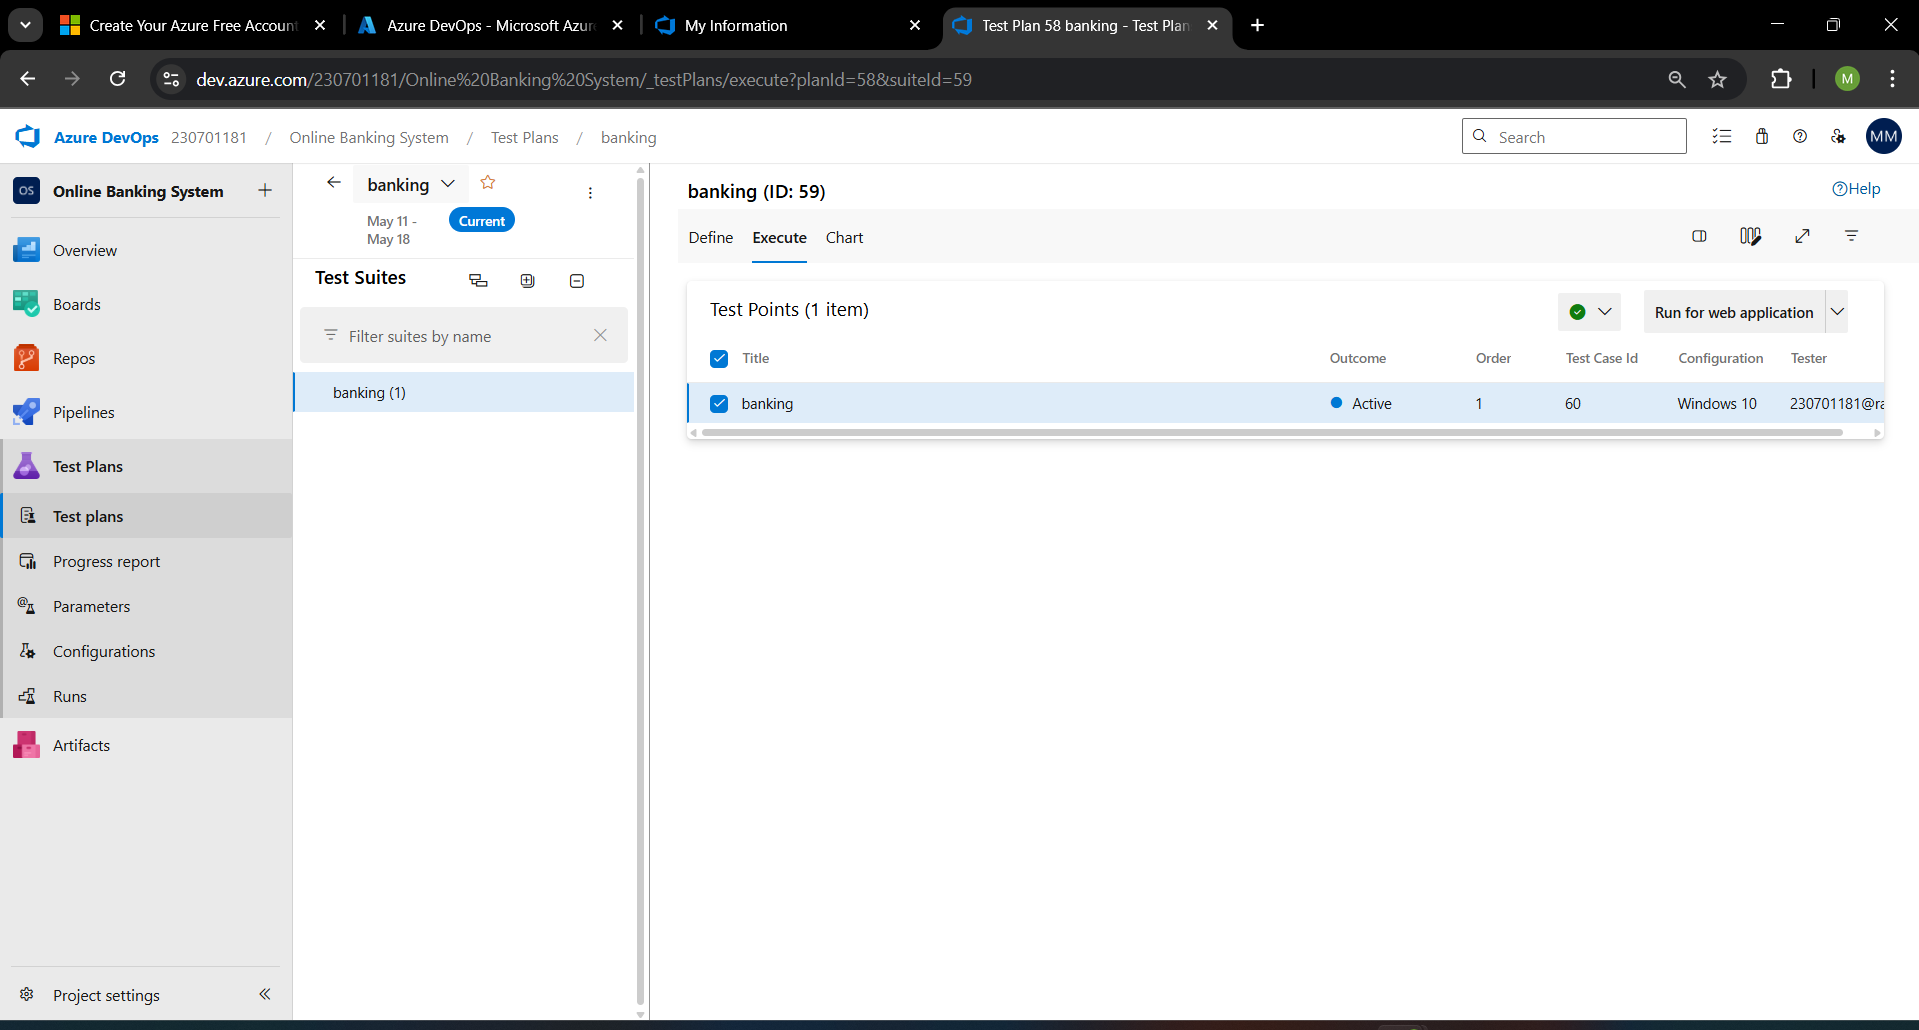 Create Your Azure Free Account
Azure DevOps - Microsoft Azur
My Information
Test Plan 58 banking - Test Plan
dev.azure.com/230701181/Online%20Banking%20System/_testPlans/execute?planId=58&suiteId=59
M
Azure DevOps 230701181 / Online Banking System / Test Plans / banking
Search
MM
OS Online Banking System
Overview
Boards
Repos
Pipelines
Test Plans
Test plans
Progress report
Parameters
Configurations
Runs
Artifacts
Project settings
banking
May 11 -
May 18
Current
Test Suites
Filter suites by name
banking (1)
banking (ID: 59)
Help
Define Execute Chart
Test Points (1 item)
Run for web application
Title Outcome Order Test Case Id Configuration Tester
banking Active 1 60 Windows 10 230701181@ra